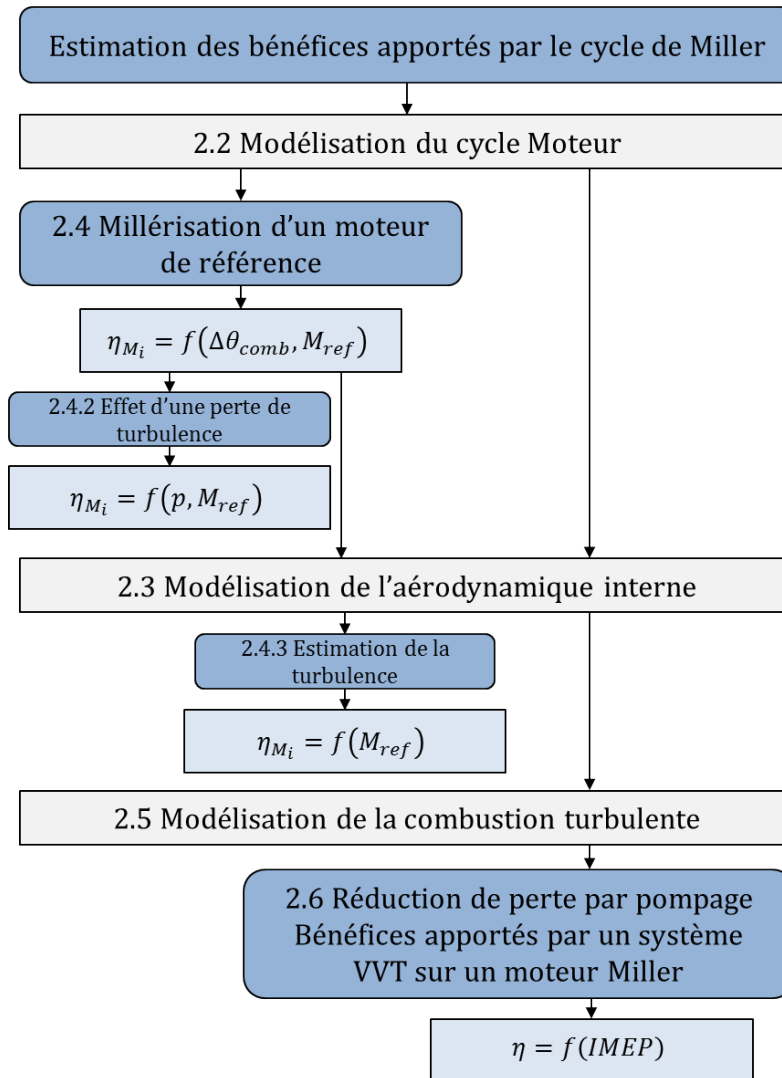 Estimation des bénéfices apportés par le cycle de Miller
2.2 Modélisation du cycle Moteur
2.4 Millérisation d’un moteur
de référence
η_{M_i} = f(Δθ_{comb}, M_{ref})
2.4.2 Effet d’une perte de
turbulence
η_{M_i} = f(p, M_{ref})
2.3 Modélisation de l’aérodynamique interne
2.4.3 Estimation de la
turbulence
η_{M_i} = f(M_{ref})
2.5 Modélisation de la combustion turbulente
2.6 Réduction de perte par pompage
Bénéfices apportés par un système
VVT sur un moteur Miller
η = f(IMEP)